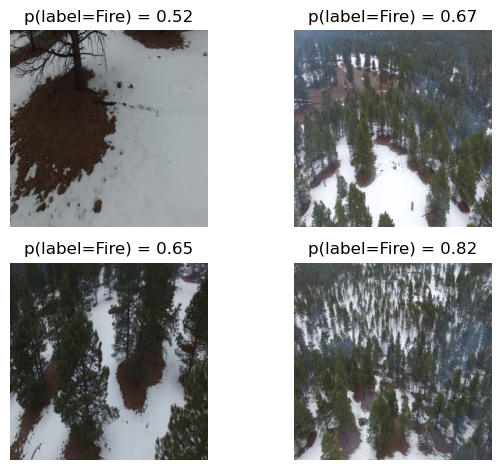 p(label=Fire) = 0.52
p(label=Fire) = 0.67
p(label=Fire) = 0.65
p(label=Fire) = 0.82